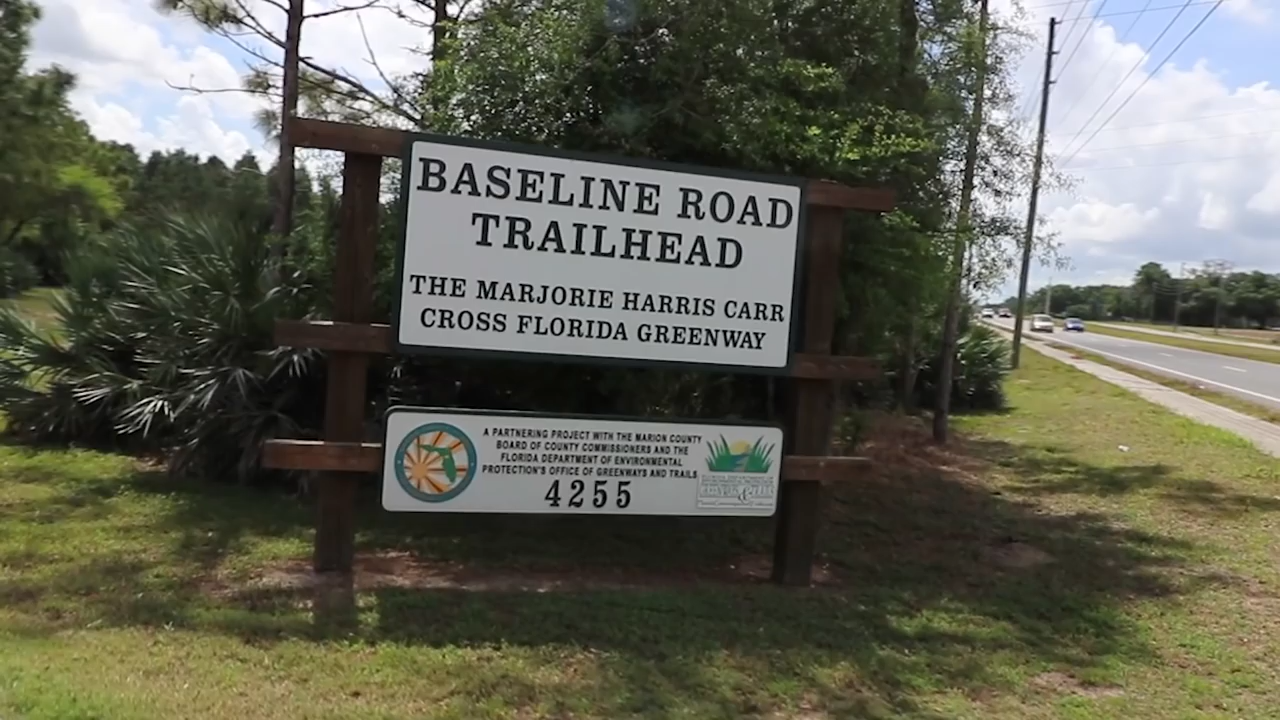 BASELINE ROAD
TRAILHEAD
THE MARJORIE HARRIS CARR
CROSS FLORIDA GREENWAY
A PARTNERING PROJECT WITH THE MARION COUNTY
BOARD OF COUNTY COMMISSIONERS AND THE
FLORIDA DEPARTMENT OF ENVIRONMENTAL
PROTECTION'S OFFICE OF GREENWAYS AND TRAILS
4255